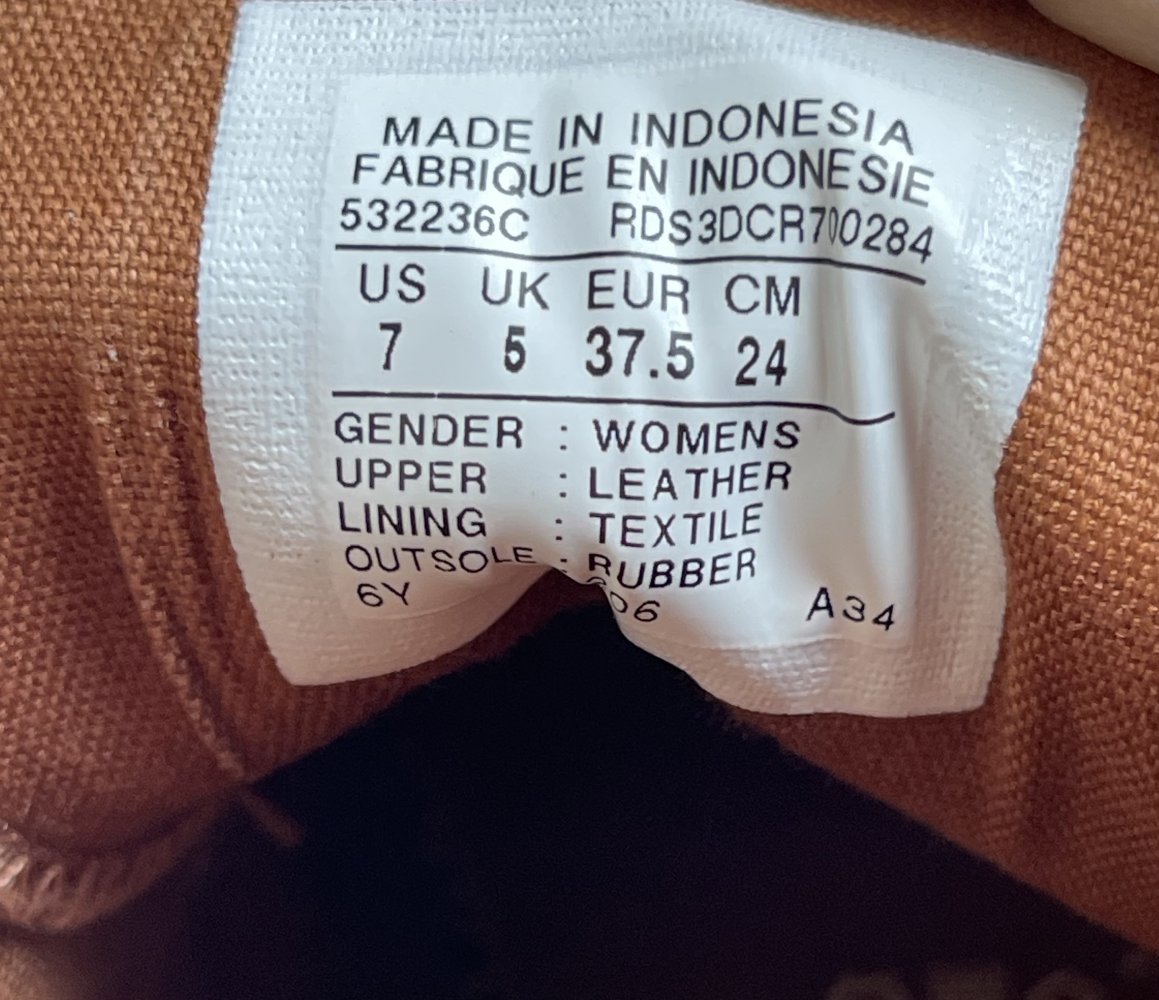 MADE IN INDONESIA
FABRIQUE EN INDONESIE
532236C RDS3DCR700284
US UK EUR CM
7 5 37.5 24
GENDER : WOMENS
UPPER : LEATHER
LINING : TEXTILE
OUTSOLE : RUBBER
6Y A34